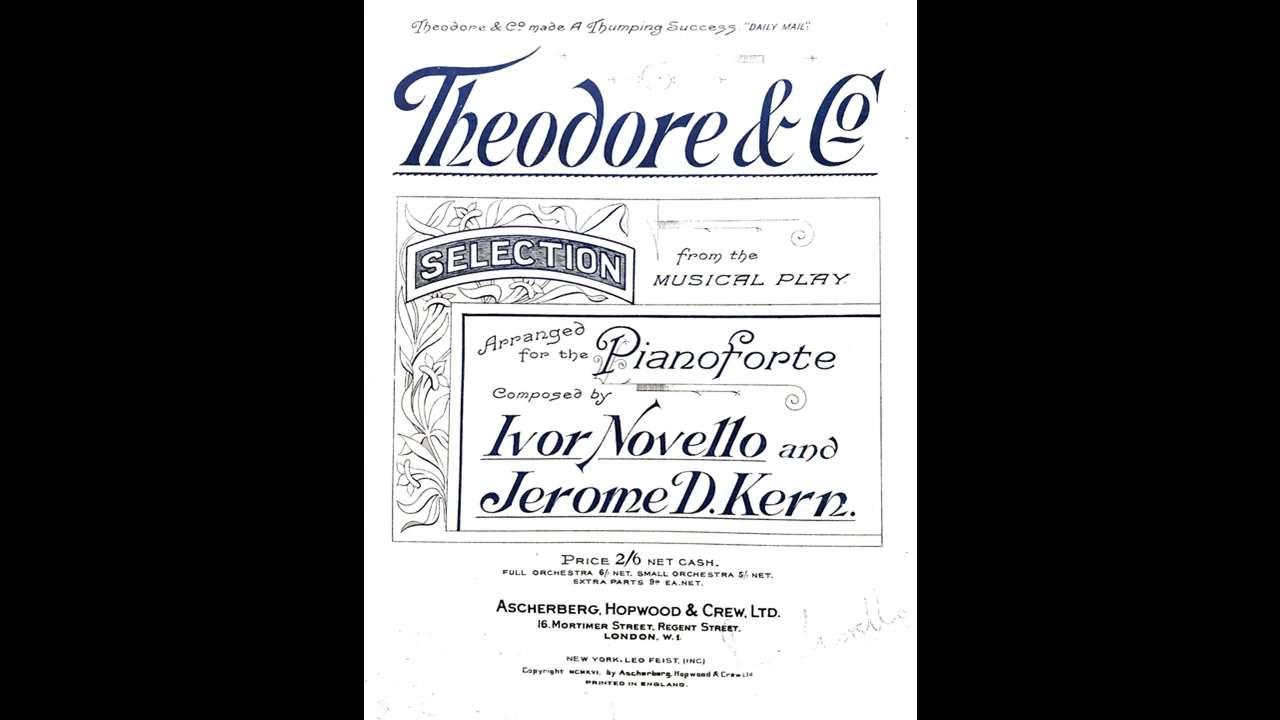 Theodore & Co made A Thumping Success. "DAILY MAIL".
Theodore & Co
SELECTION
from the
MUSICAL PLAY.
Arranged
for the Pianoforte
Composed by
Ivor Novello and
Jerome D. Kern.
PRICE 2/6 NET CASH.
FULL ORCHESTRA 6/- NET. SMALL ORCHESTRA 5/- NET.
EXTRA PARTS 9D EA. NET.
ASCHERBERG, HOPWOOD & CREW, LTD.
16, MORTIMER STREET, REGENT STREET,
LONDON, W.1.
NEW YORK, LEO FEIST, (INC)
Copyright MCMXVI, by Ascherberg, Hopwood & Crew Ltd
PRINTED IN ENGLAND.